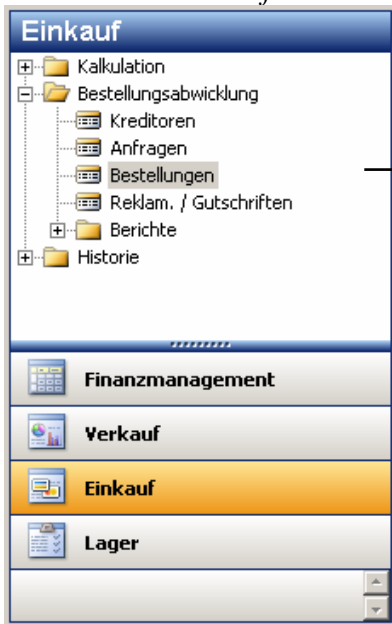 Einkauf
Kalkulation
Bestellungsabwicklung
Kreditoren
Anfragen
Bestellungen
Reklam. / Gutschriften
Berichte
Historie
Finanzmanagement
Verkauf
Einkauf
Lager